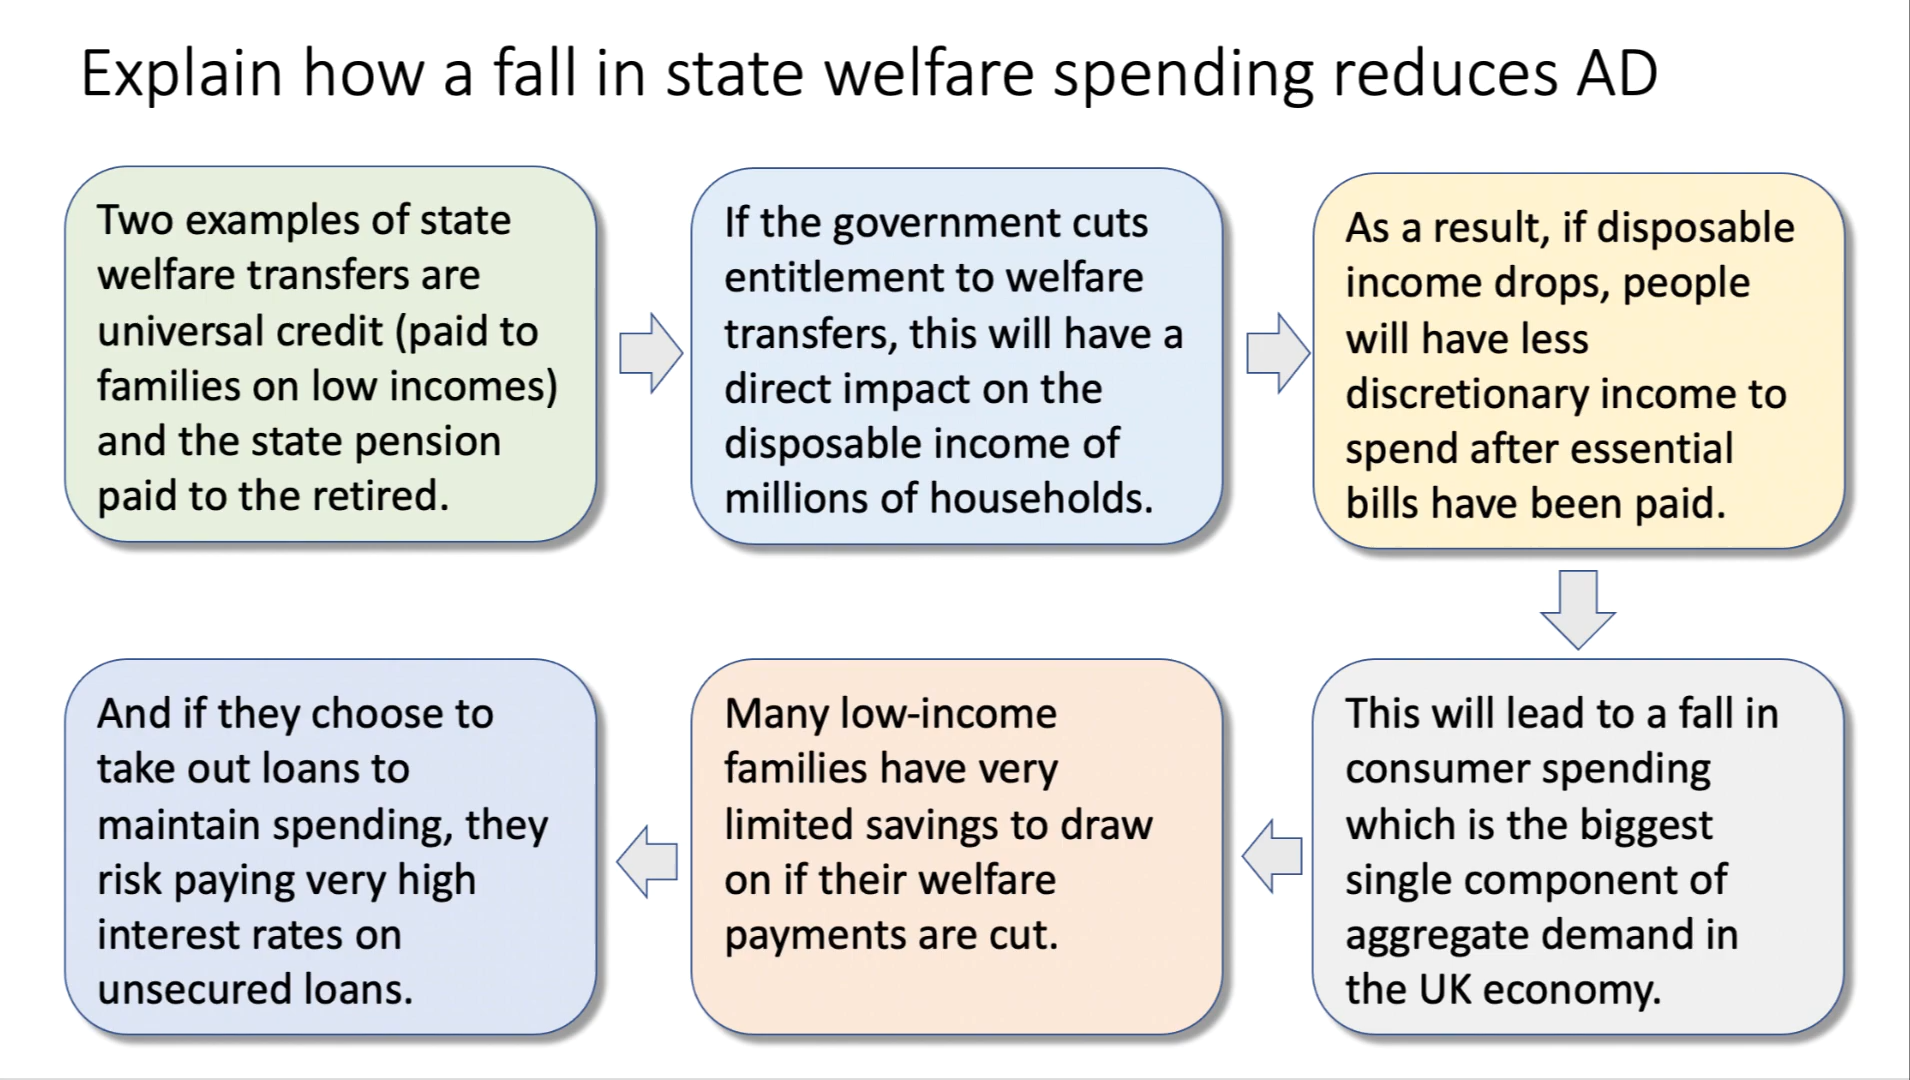 Explain how a fall in state welfare spending reduces AD
Two examples of state
welfare transfers are
universal credit (paid to
families on low incomes)
and the state pension
paid to the retired.
If the government cuts
entitlement to welfare
transfers, this will have a
direct impact on the
disposable income of
millions of households.
As a result, if disposable
income drops, people
will have less
discretionary income to
spend after essential
bills have been paid.
This will lead to a fall in
consumer spending
which is the biggest
single component of
aggregate demand in
the UK economy.
Many low-income
families have very
limited savings to draw
on if their welfare
payments are cut.
And if they choose to
take out loans to
maintain spending, they
risk paying very high
interest rates on
unsecured loans.